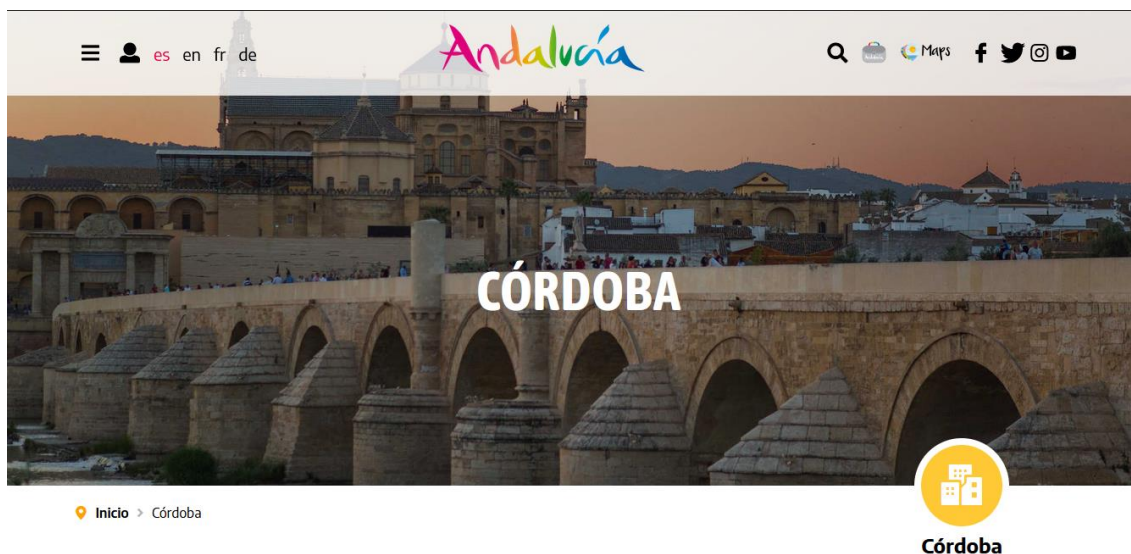 es en fr de
Andalucía
Maps
CÓRDOBA
Inicio > Córdoba
Córdoba